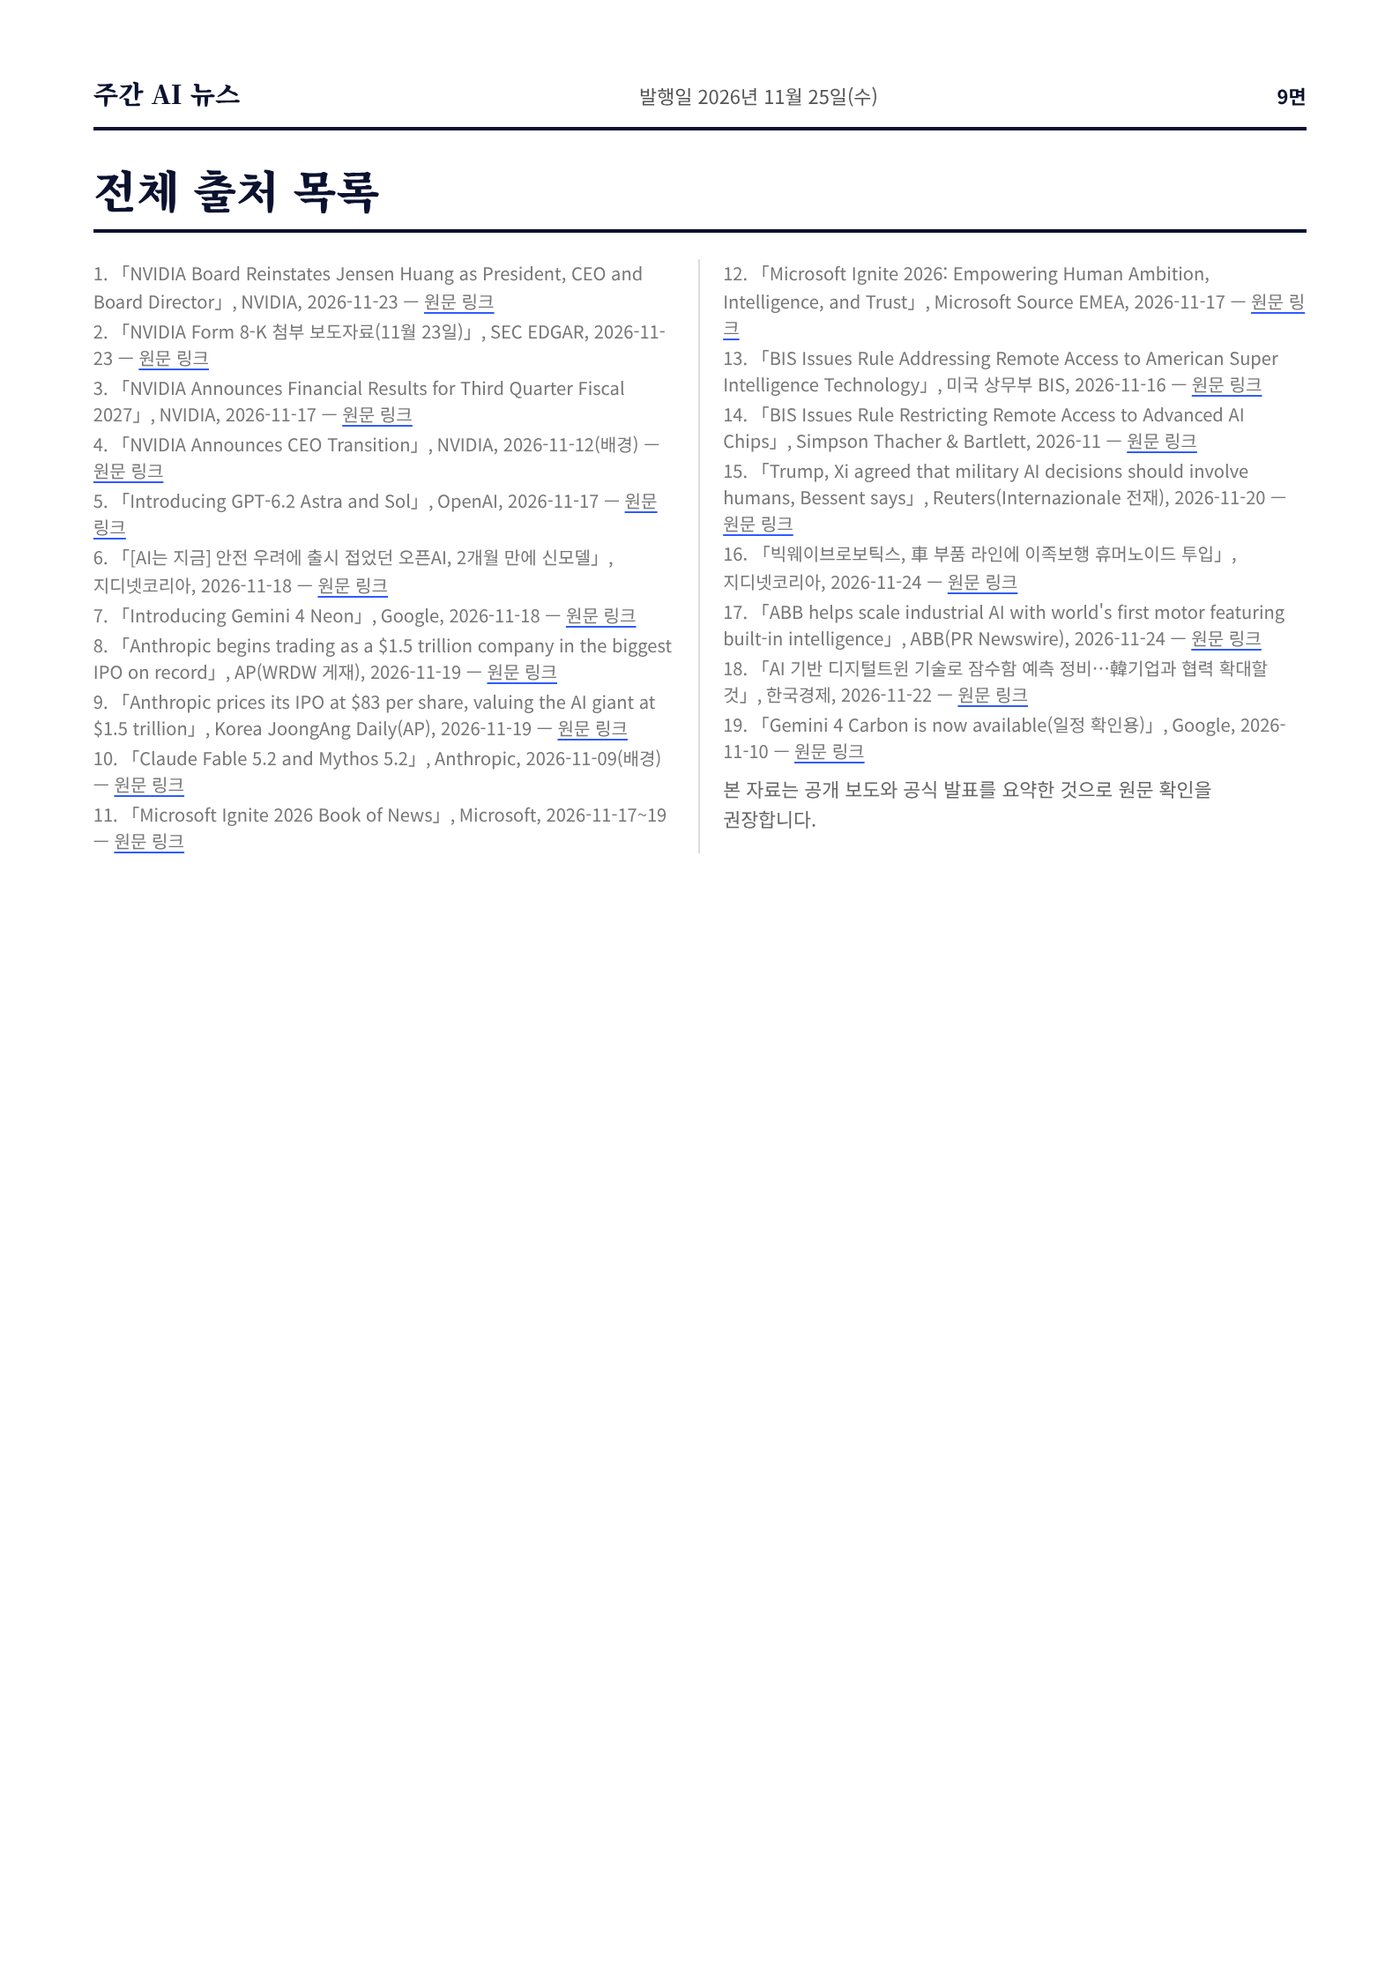 주간 AI 뉴스
발행일 2026년 11월 25일(수)
9면
전체 출처 목록
1. 「NVIDIA Board Reinstates Jensen Huang as President, CEO and
Board Director」, NVIDIA, 2026-11-23 — 원문 링크
2. 「NVIDIA Form 8-K 첨부 보도자료(11월 23일)」, SEC EDGAR, 2026-11-
23 — 원문 링크
3. 「NVIDIA Announces Financial Results for Third Quarter Fiscal
2027」, NVIDIA, 2026-11-17 — 원문 링크
4. 「NVIDIA Announces CEO Transition」, NVIDIA, 2026-11-12(배경) —
원문 링크
5. 「Introducing GPT-6.2 Astra and Sol」, OpenAI, 2026-11-17 — 원문
링크
6. 「[AI는 지금] 안전 우려에 출시 접었던 오픈AI, 2개월 만에 신모델」,
지디넷코리아, 2026-11-18 — 원문 링크
7. 「Introducing Gemini 4 Neon」, Google, 2026-11-18 — 원문 링크
8. 「Anthropic begins trading as a $1.5 trillion company in the biggest
IPO on record」, AP(WRDW 게재), 2026-11-19 — 원문 링크
9. 「Anthropic prices its IPO at $83 per share, valuing the AI giant at
$1.5 trillion」, Korea JoongAng Daily(AP), 2026-11-19 — 원문 링크
10. 「Claude Fable 5.2 and Mythos 5.2」, Anthropic, 2026-11-09(배경)
— 원문 링크
11. 「Microsoft Ignite 2026 Book of News」, Microsoft, 2026-11-17~19
— 원문 링크
12. 「Microsoft Ignite 2026: Empowering Human Ambition,
Intelligence, and Trust」, Microsoft Source EMEA, 2026-11-17 — 원문 링
크
13. 「BIS Issues Rule Addressing Remote Access to American Super
Intelligence Technology」, 미국 상무부 BIS, 2026-11-16 — 원문 링크
14. 「BIS Issues Rule Restricting Remote Access to Advanced AI
Chips」, Simpson Thacher & Bartlett, 2026-11 — 원문 링크
15. 「Trump, Xi agreed that military AI decisions should involve
humans, Bessent says」, Reuters(Internazionale 전재), 2026-11-20 —
원문 링크
16. 「빅웨이브로보틱스, 車 부품 라인에 이족보행 휴머노이드 투입」,
지디넷코리아, 2026-11-24 — 원문 링크
17. 「ABB helps scale industrial AI with world's first motor featuring
built-in intelligence」, ABB(PR Newswire), 2026-11-24 — 원문 링크
18. 「AI 기반 디지털트윈 기술로 잠수함 예측 정비…韓기업과 협력 확대할
것」, 한국경제, 2026-11-22 — 원문 링크
19. 「Gemini 4 Carbon is now available(일정 확인용)」, Google, 2026-
11-10 — 원문 링크
본 자료는 공개 보도와 공식 발표를 요약한 것으로 원문 확인을
권장합니다.